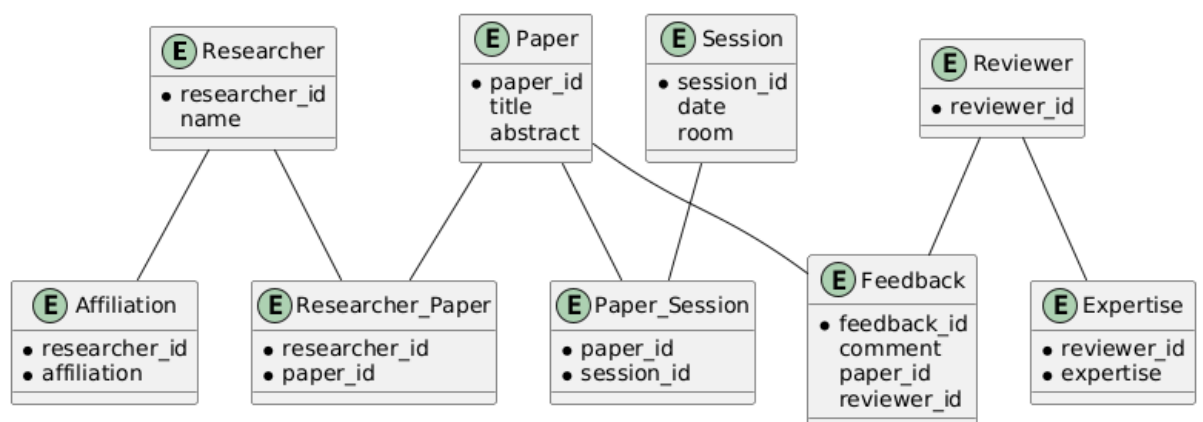 E Researcher
researcher_id
name
E Paper
paper_id
title
abstract
E Session
session_id
date
room
E Reviewer
reviewer_id
E Affiliation
researcher_id
affiliation
E Researcher_Paper
researcher_id
paper_id
E Paper_Session
paper_id
session_id
E Feedback
feedback_id
comment
paper_id
reviewer_id
E Expertise
reviewer_id
expertise